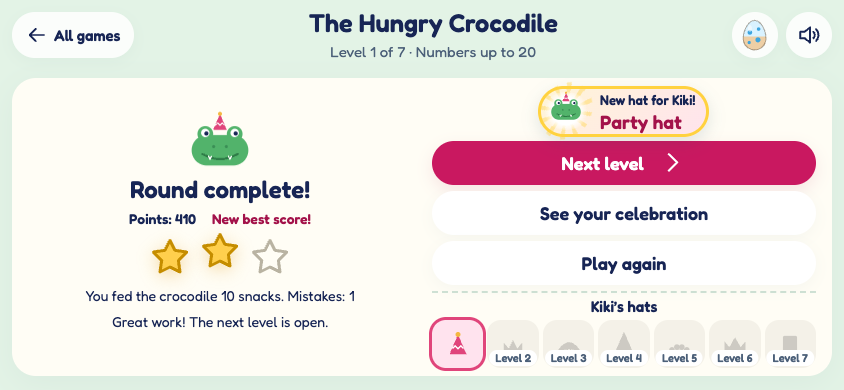 All games
The Hungry Crocodile
Level 1 of 7 · Numbers up to 20
Round complete!
Points: 410 New best score!
You fed the crocodile 10 snacks. Mistakes: 1
Great work! The next level is open.
New hat for Kiki!
Party hat
Next level
See your celebration
Play again
Kiki's hats
Level 2 Level 3 Level 4 Level 5 Level 6 Level 7